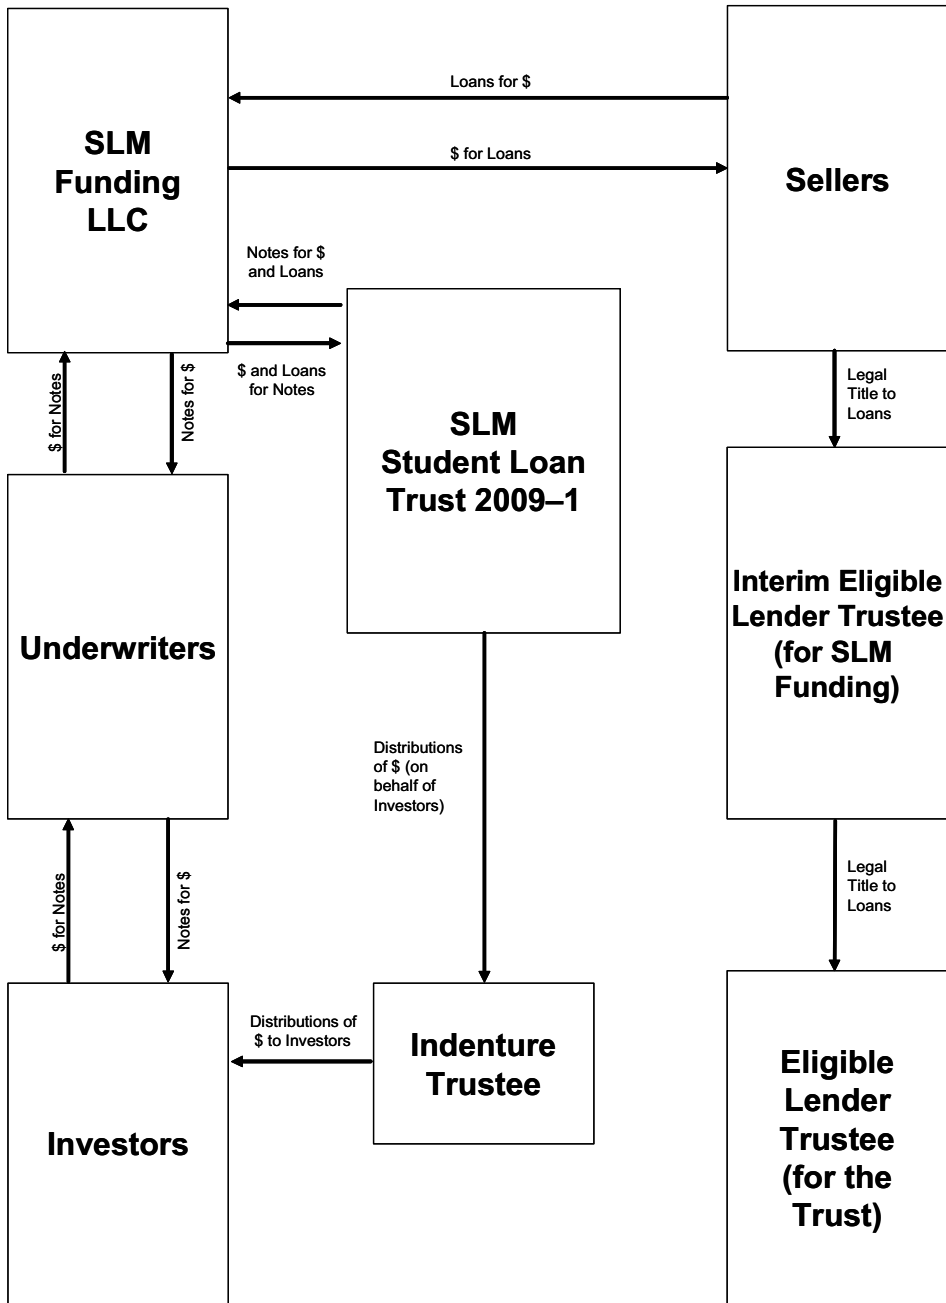 Loans for $
$ for Loans
SLM
Funding
LLC
Sellers
Notes for $
and Loans
$ and Loans
for Notes
$ for Notes
Notes for $
Legal
Title to
Loans
SLM
Student Loan
Trust 2009–1
Underwriters
Interim Eligible
Lender Trustee
(for SLM
Funding)
Distributions
of $ (on
behalf of
Investors)
$ for Notes
Notes for $
Legal
Title to
Loans
Distributions of
$ to Investors
Indenture
Trustee
Investors
Eligible
Lender
Trustee
(for the
Trust)